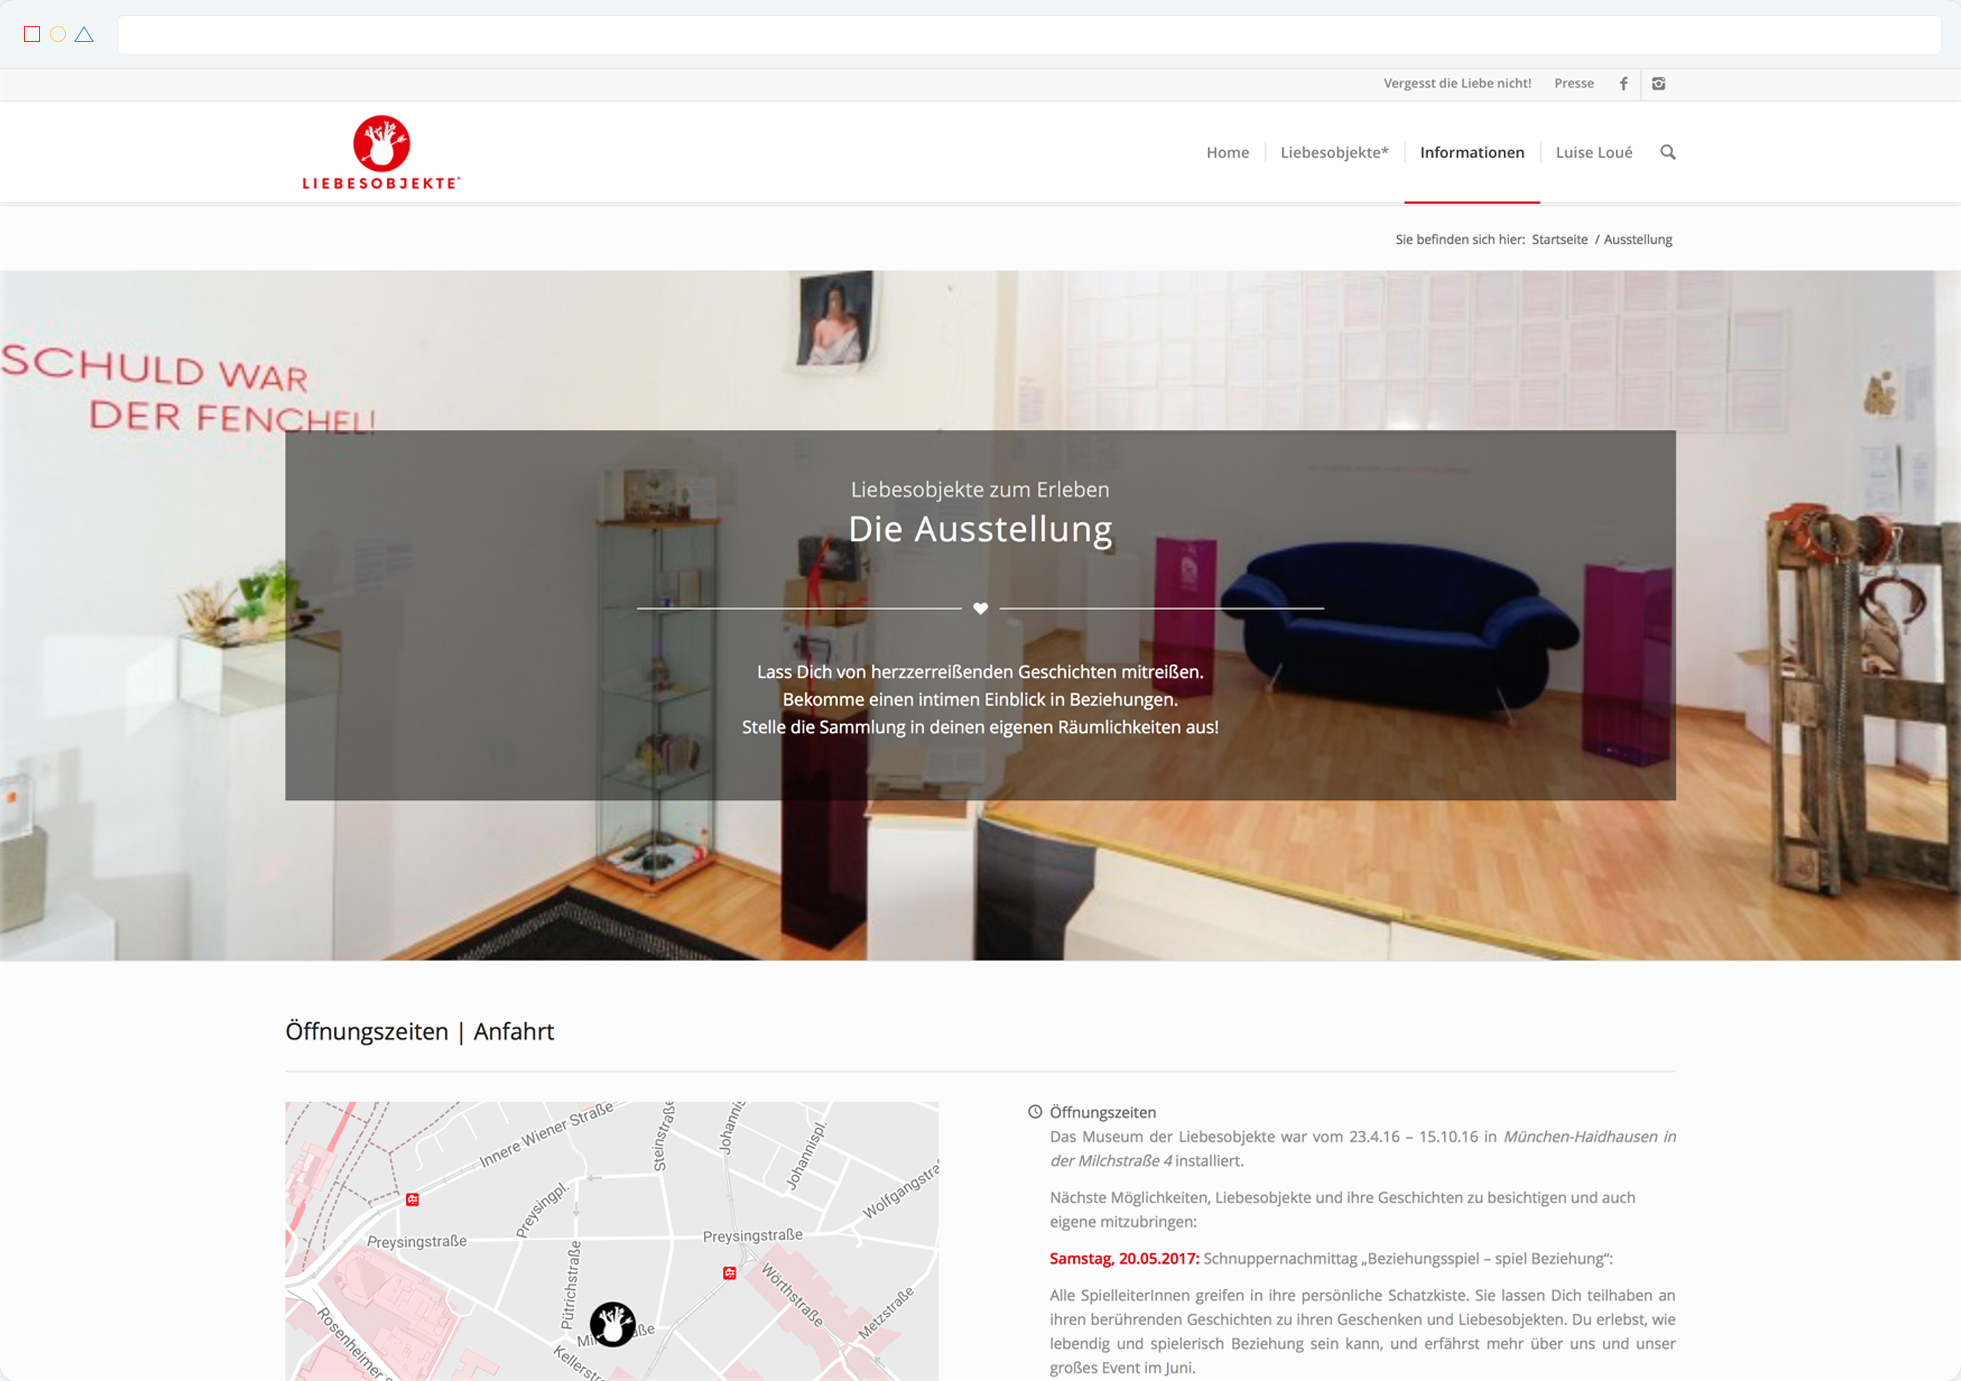 Vergesst die Liebe nicht! Presse
LIEBESOBJEKTE*
Home Liebesobjekte* Informationen Luise Loué
Sie befinden sich hier: Startseite / Ausstellung
SCHULD WAR
DER FENCHEL!
Liebesobjekte zum Erleben
Die Ausstellung
Lass Dich von herzzerreißenden Geschichten mitreißen.
Bekomme einen intimen Einblick in Beziehungen.
Stelle die Sammlung in deinen eigenen Räumlichkeiten aus!
Öffnungszeiten | Anfahrt
Innere Wiener Straße
Steinstraße
Johannispl.
Wolfgangstra
Preysingpl.
Preysingstraße
Preysingstraße
Pütrichstraße
Wörthstraße
Metzstraße
Rosenheimer
Kellerstr
Öffnungszeiten
Das Museum der Liebesobjekte war vom 23.4.16 – 15.10.16 in München-Haidhausen in
der Milchstraße 4 installiert.
Nächste Möglichkeiten, Liebesobjekte und ihre Geschichten zu besichtigen und auch
eigene mitzubringen:
Samstag, 20.05.2017: Schnuppernachmittag „Beziehungsspiel – spiel Beziehung“:
Alle SpielleiterInnen greifen in ihre persönliche Schatzkiste. Sie lassen Dich teilhaben an
ihren berührenden Geschichten zu ihren Geschenken und Liebesobjekten. Du erlebst, wie
lebendig und spielerisch Beziehung sein kann, und erfährst mehr über uns und unser
großes Event im Juni.